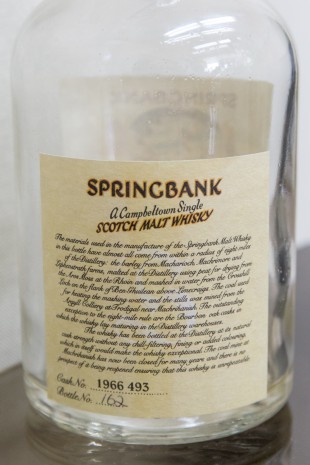 SPRINGBANK
A Campbeltown Single
SCOTCH MALT WHISKY
The materials used in the manufacture of the Springbank Malt Whisky
in this bottle have almost all come from within a radius of eight miles
of the Distillery: the barley from Macharioch, Machrimore and
farms, malted at the Distillery using peat for drying from
the Aros Moss at the Rhoin and mashed in water from the Crosshill
Loch on the flank of Ben Ghuilean above Limecraigs. The coal used
for heating the mashing water and the stills was mined from the
Argyll Colliery at Trodigal near Machrihanish. The outstanding
exception to the eight-mile rule are the Bourbon oak casks in
which the whisky lay maturing in the Distillery warehouses.
The whisky has been bottled at the Distillery at its natural
cask strength without any chill-filtering, fining or added colouring,
which in itself would make the whisky exceptional. The coal mine at
Machrihanish has now been closed for many years and there is no
prospect of it being reopened ensuring that this whisky is unrepeatable.
Cask No. 1966 493
Bottle No. 162
SPRINGBANK